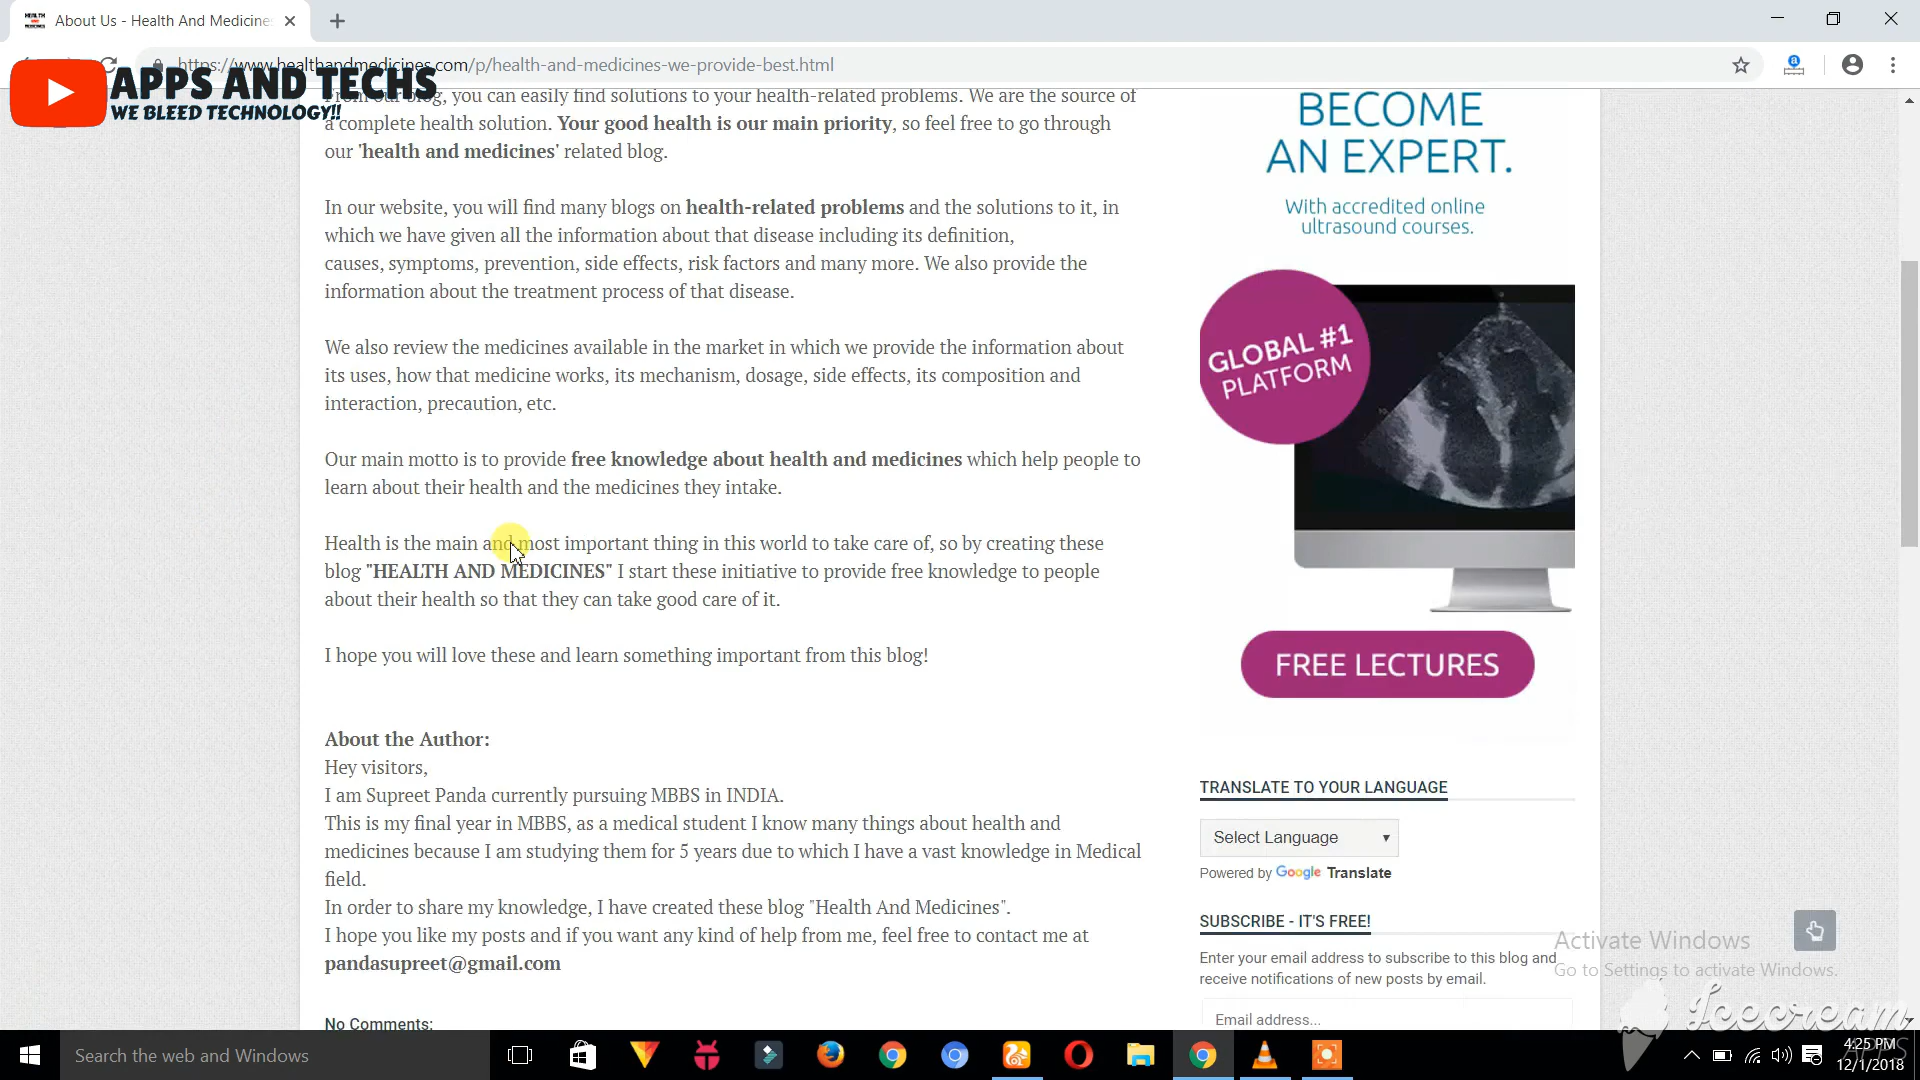 About Us - Health And Medicine
https://www.healthandmedicines.com/p/health-and-medicines-we-provide-best.html
APPS AND TECHS
WE BLEED TECHNOLOGY!!
From our blog, you can easily find solutions to your health-related problems. We are the source of
a complete health solution. Your good health is our main priority, so feel free to go through
our 'health and medicines' related blog.
In our website, you will find many blogs on health-related problems and the solutions to it, in
which we have given all the information about that disease including its definition,
causes, symptoms, prevention, side effects, risk factors and many more. We also provide the
information about the treatment process of that disease.
We also review the medicines available in the market in which we provide the information about
its uses, how that medicine works, its mechanism, dosage, side effects, its composition and
interaction, precaution, etc.
Our main motto is to provide free knowledge about health and medicines which help people to
learn about their health and the medicines they intake.
Health is the main and most important thing in this world to take care of, so by creating these
blog "HEALTH AND MEDICINES" I start these initiative to provide free knowledge to people
about their health so that they can take good care of it.
I hope you will love these and learn something important from this blog!
About the Author:
Hey visitors,
I am Supreet Panda currently pursuing MBBS in INDIA.
This is my final year in MBBS, as a medical student I know many things about health and
medicines because I am studying them for 5 years due to which I have a vast knowledge in Medical
field.
In order to share my knowledge, I have created these blog "Health And Medicines".
I hope you like my posts and if you want any kind of help from me, feel free to contact me at
pandasupreet@gmail.com
No Comments:
BECOME
AN EXPERT.
With accredited online
ultrasound courses.
GLOBAL #1
PLATFORM
FREE LECTURES
TRANSLATE TO YOUR LANGUAGE
Select Language
Powered by Google Translate
SUBSCRIBE - IT'S FREE!
Enter your email address to subscribe to this blog and
receive notifications of new posts by email.
Email address...
Activate Windows
Go to Settings to activate Windows.
Icecream
APPS
Search the web and Windows
4:25 PM
12/1/2018